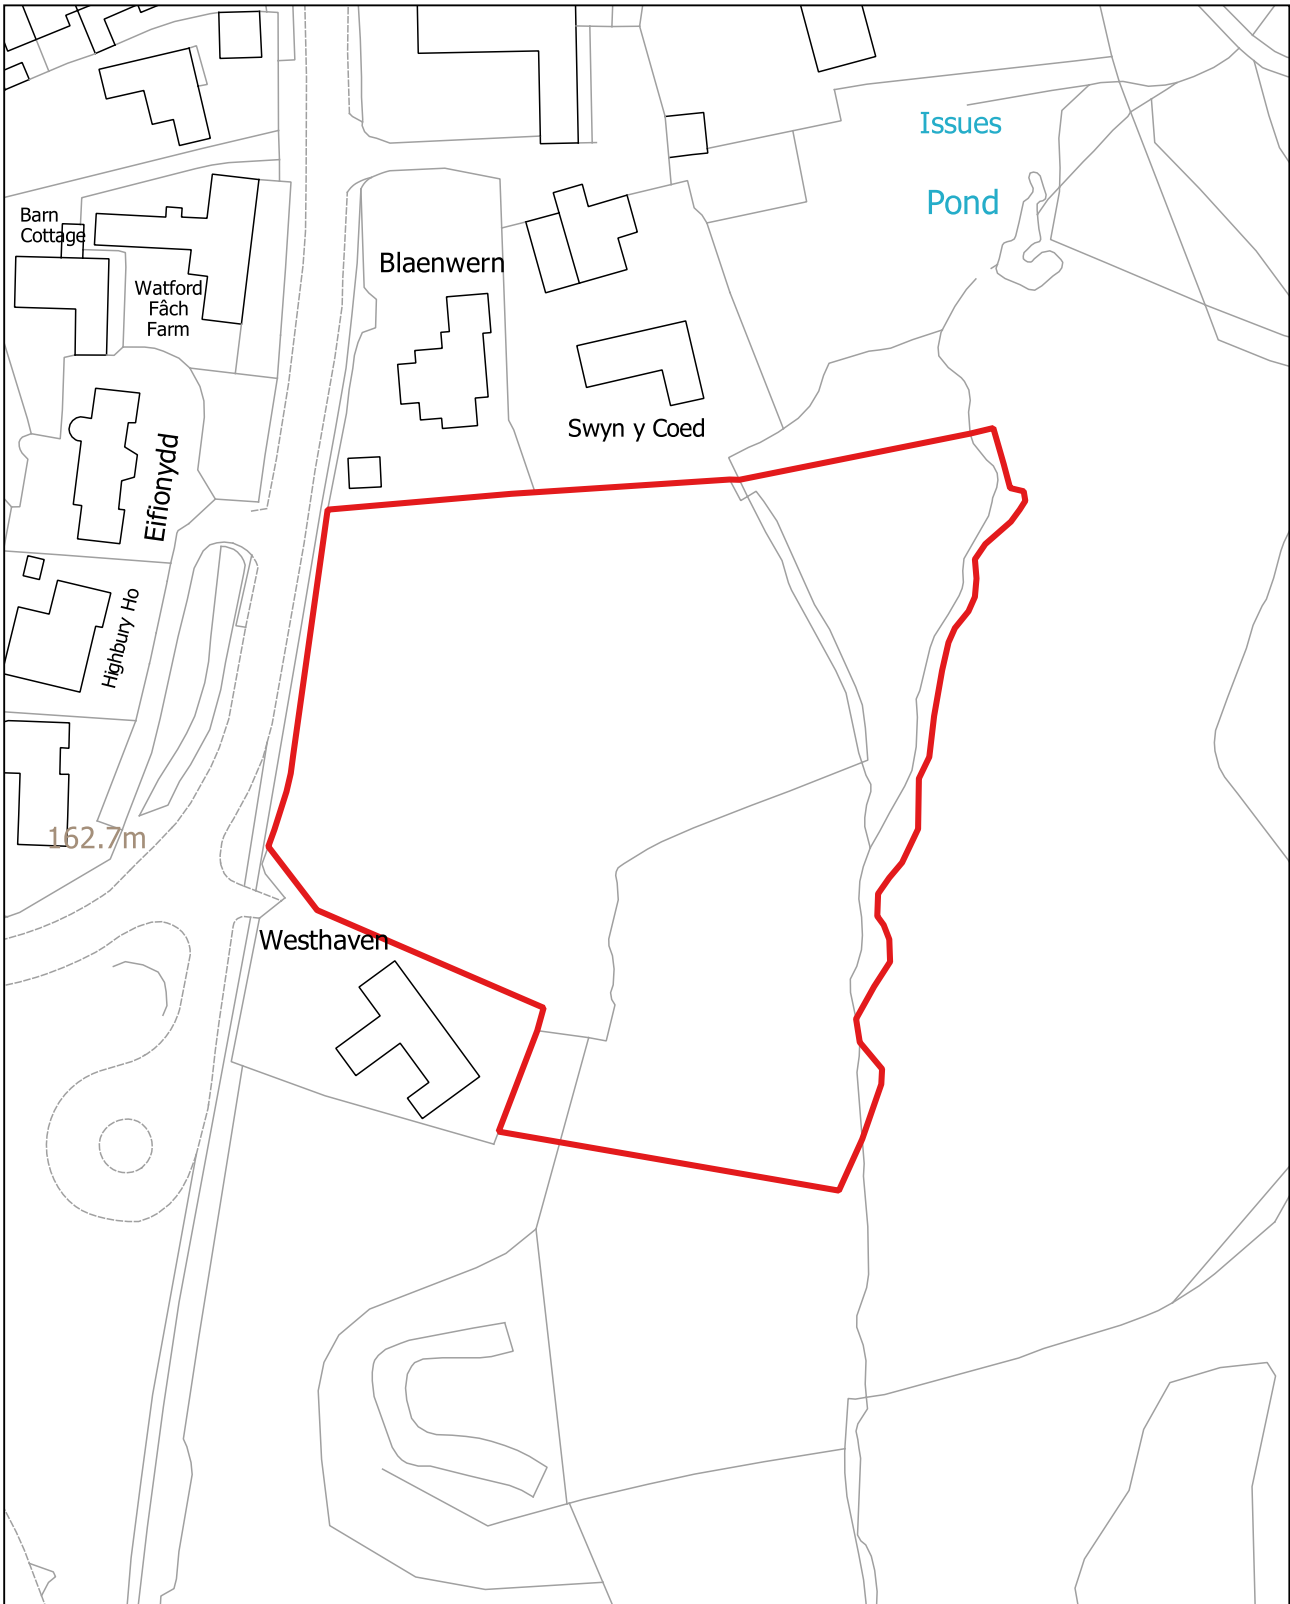 Issues
Pond
Barn
Cottage
Blaenwern
Watford
Fâch
Farm
Swyn y Coed
Eifionydd
Highbury Ho
162.7m
Westhaven